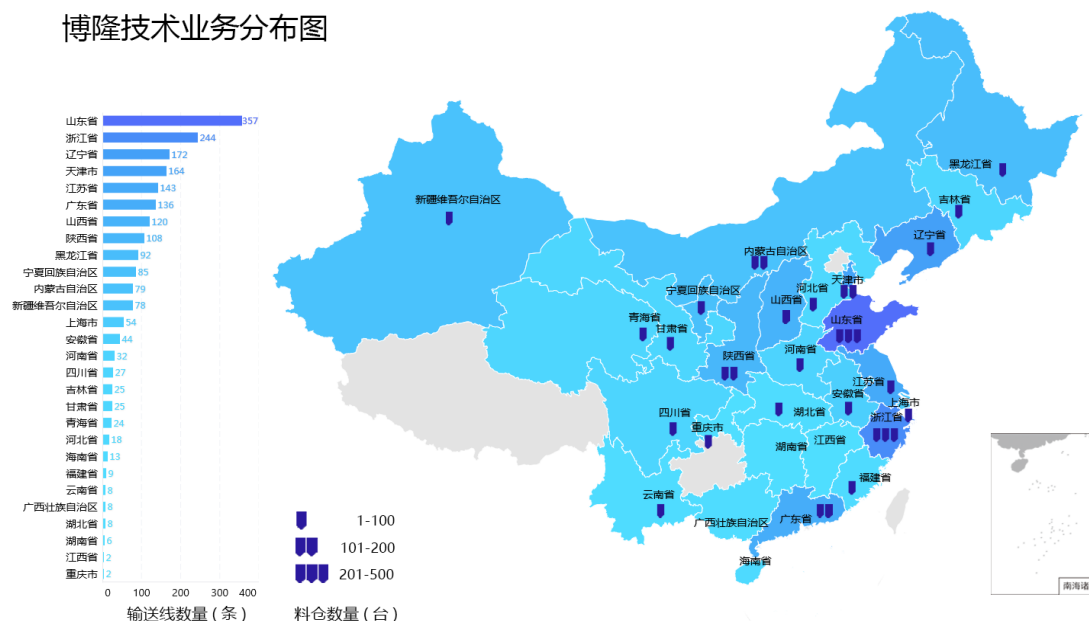 博隆技术业务分布图
山东省 357
浙江省 244
辽宁省 172
天津市 164
江苏省 143
广东省 136
山西省 120
陕西省 108
黑龙江省 92
宁夏回族自治区 85
内蒙古自治区 79
新疆维吾尔自治区 78
上海市 54
安徽省 44
河南省 32
四川省 27
吉林省 25
甘肃省 25
青海省 24
河北省 18
海南省 13
福建省 9
云南省 8
广西壮族自治区 8
湖北省 8
湖南省 6
江西省 2
重庆市 2
0 100 200 300 400
输送线数量(条)
1-100
101-200
201-500
料仓数量(台)
黑龙江省
新疆维吾尔自治区
吉林省
辽宁省
内蒙古自治区
天津市
宁夏回族自治区
河北省
山西省
青海省
甘肃省
山东省
陕西省
河南省
江苏省
安徽省
上海市
四川省
湖北省
浙江省
重庆市
湖南省
江西省
福建省
云南省
广西壮族自治区
广东省
海南省
南海诸